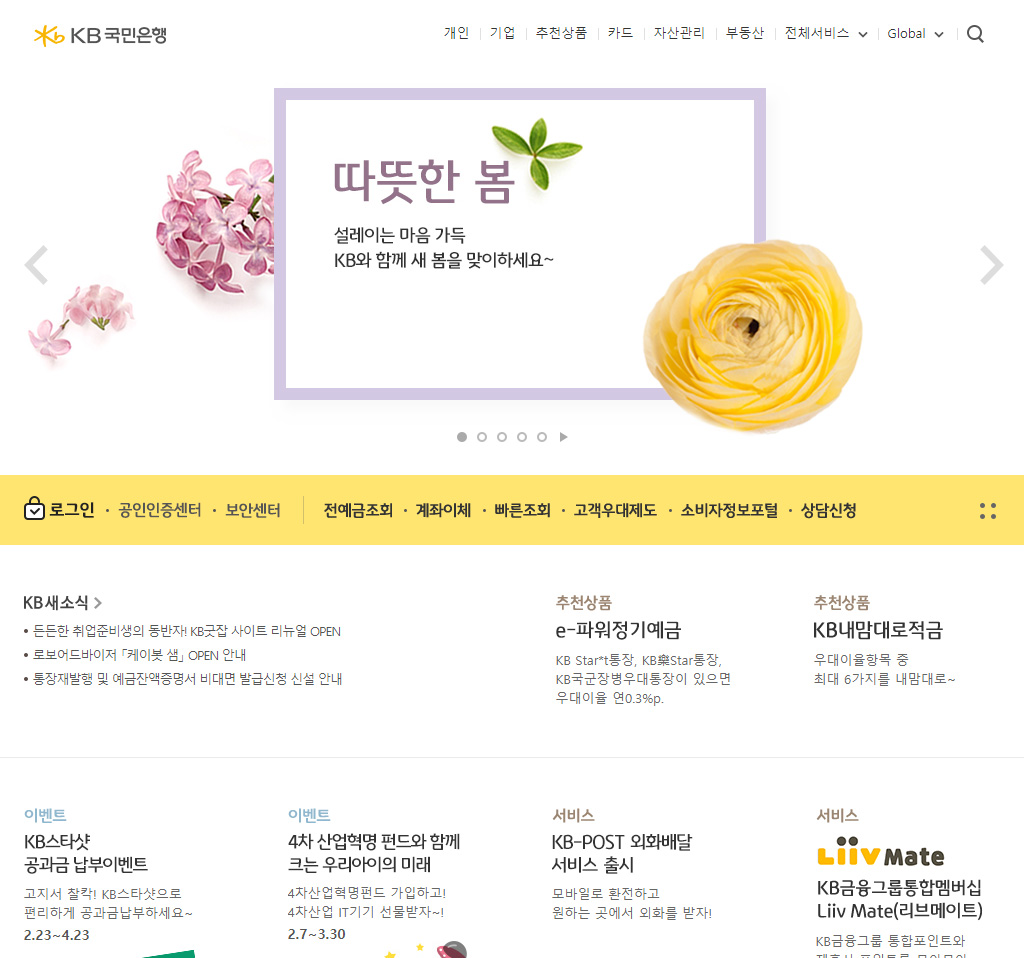 KB 국민은행
개인 기업 추천상품 카드 자산관리 부동산 전체서비스 Global
따뜻한 봄
설레이는 마음 가득
KB와 함께 새 봄을 맞이하세요~
로그인 · 공인인증센터 · 보안센터 전예금조회 · 계좌이체 · 빠른조회 · 고객우대제도 · 소비자정보포털 · 상담신청
KB새소식
• 든든한 취업준비생의 동반자! KB굿잡 사이트 리뉴얼 OPEN
• 로보어드바이저 「케이봇 쌤」 OPEN 안내
• 통장재발행 및 예금잔액증명서 비대면 발급신청 신설 안내
추천상품
e-파워정기예금
KB Star*t통장, KB樂Star통장,
KB국군장병우대통장이 있으면
우대이율 연0.3%p.
추천상품
KB내맘대로적금
우대이율항목 중
최대 6가지를 내맘대로~
이벤트
KB스타샷
공과금 납부이벤트
고지서 찰칵! KB스타샷으로
편리하게 공과금납부하세요~
2.23~4.23
이벤트
4차 산업혁명 펀드와 함께
크는 우리아이의 미래
4차산업혁명펀드 가입하고!
4차산업 IT기기 선물받자~!
2.7~3.30
서비스
KB-POST 외화배달
서비스 출시
모바일로 환전하고
원하는 곳에서 외화를 받자!
서비스
Liiv Mate
KB금융그룹통합멤버십
Liiv Mate(리브메이트)
KB금융그룹 통합포인트와